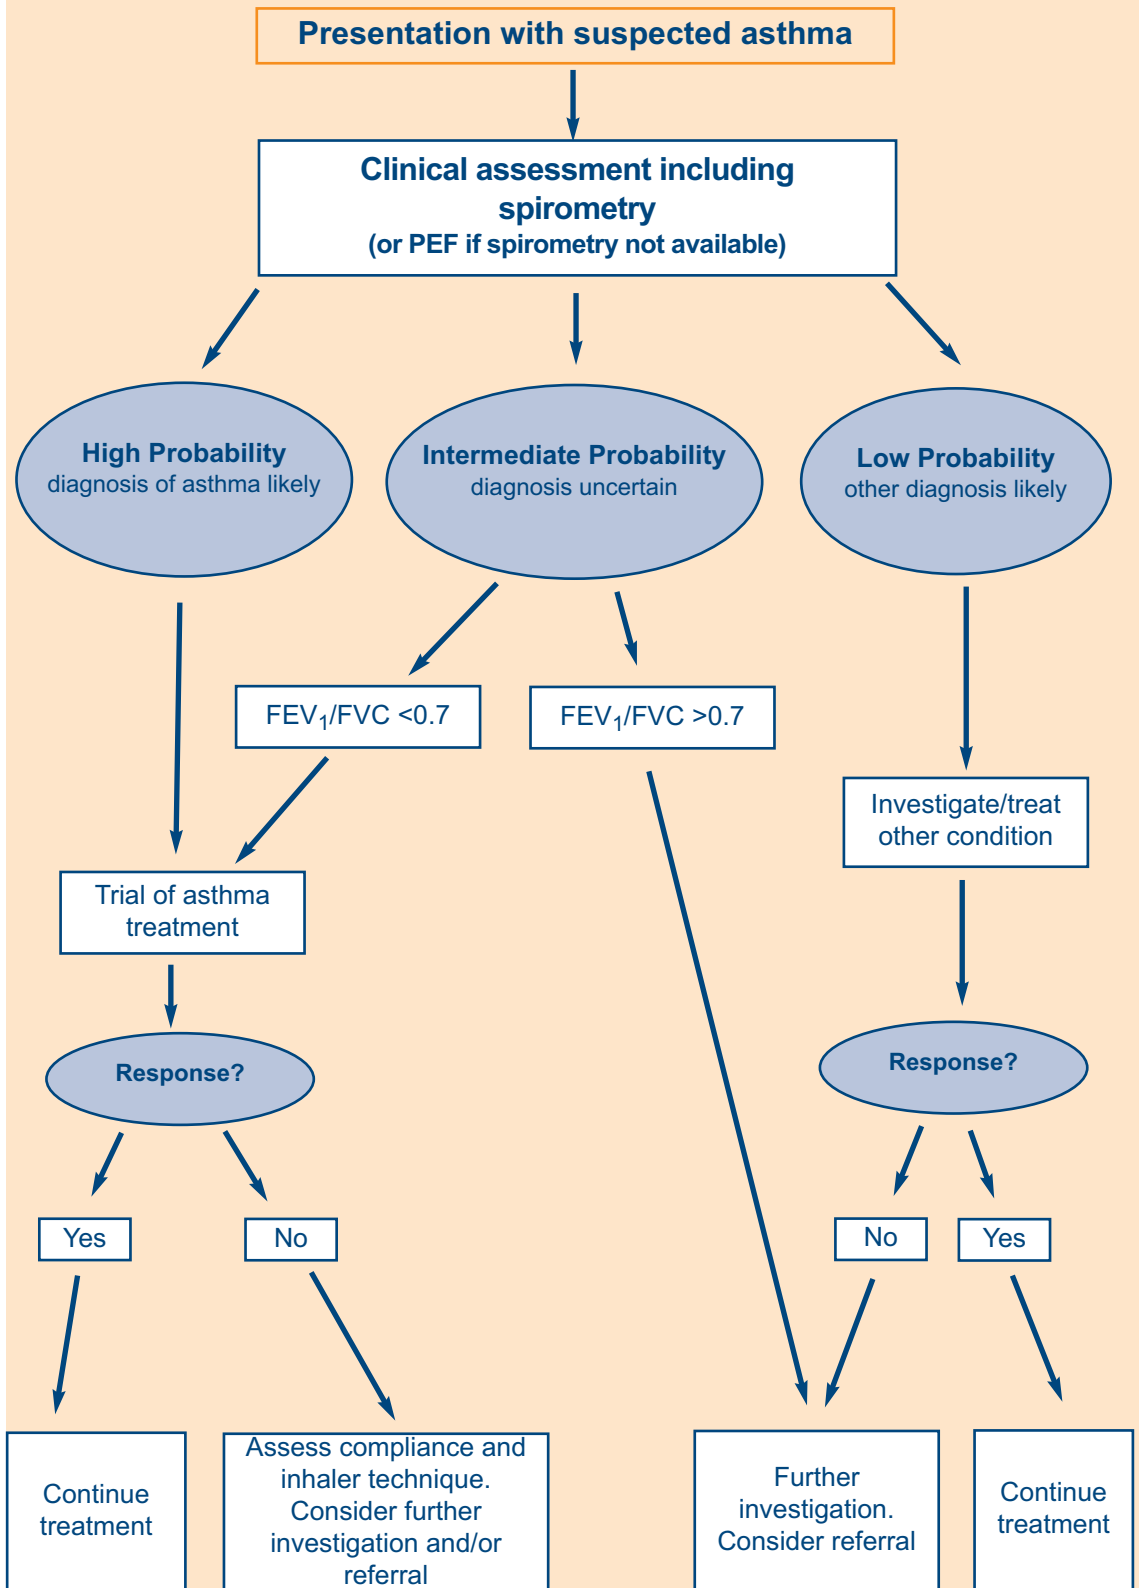 Presentation with suspected asthma
Clinical assessment including
spirometry
(or PEF if spirometry not available)
High Probability
diagnosis of asthma likely
Intermediate Probability
diagnosis uncertain
Low Probability
other diagnosis likely
FEV₁/FVC <0.7
FEV₁/FVC >0.7
Investigate/treat
other condition
Trial of asthma
treatment
Response?
Response?
Yes
No
No
Yes
Continue
treatment
Assess compliance and
inhaler technique.
Consider further
investigation and/or
referral
Further
investigation.
Consider referral
Continue
treatment